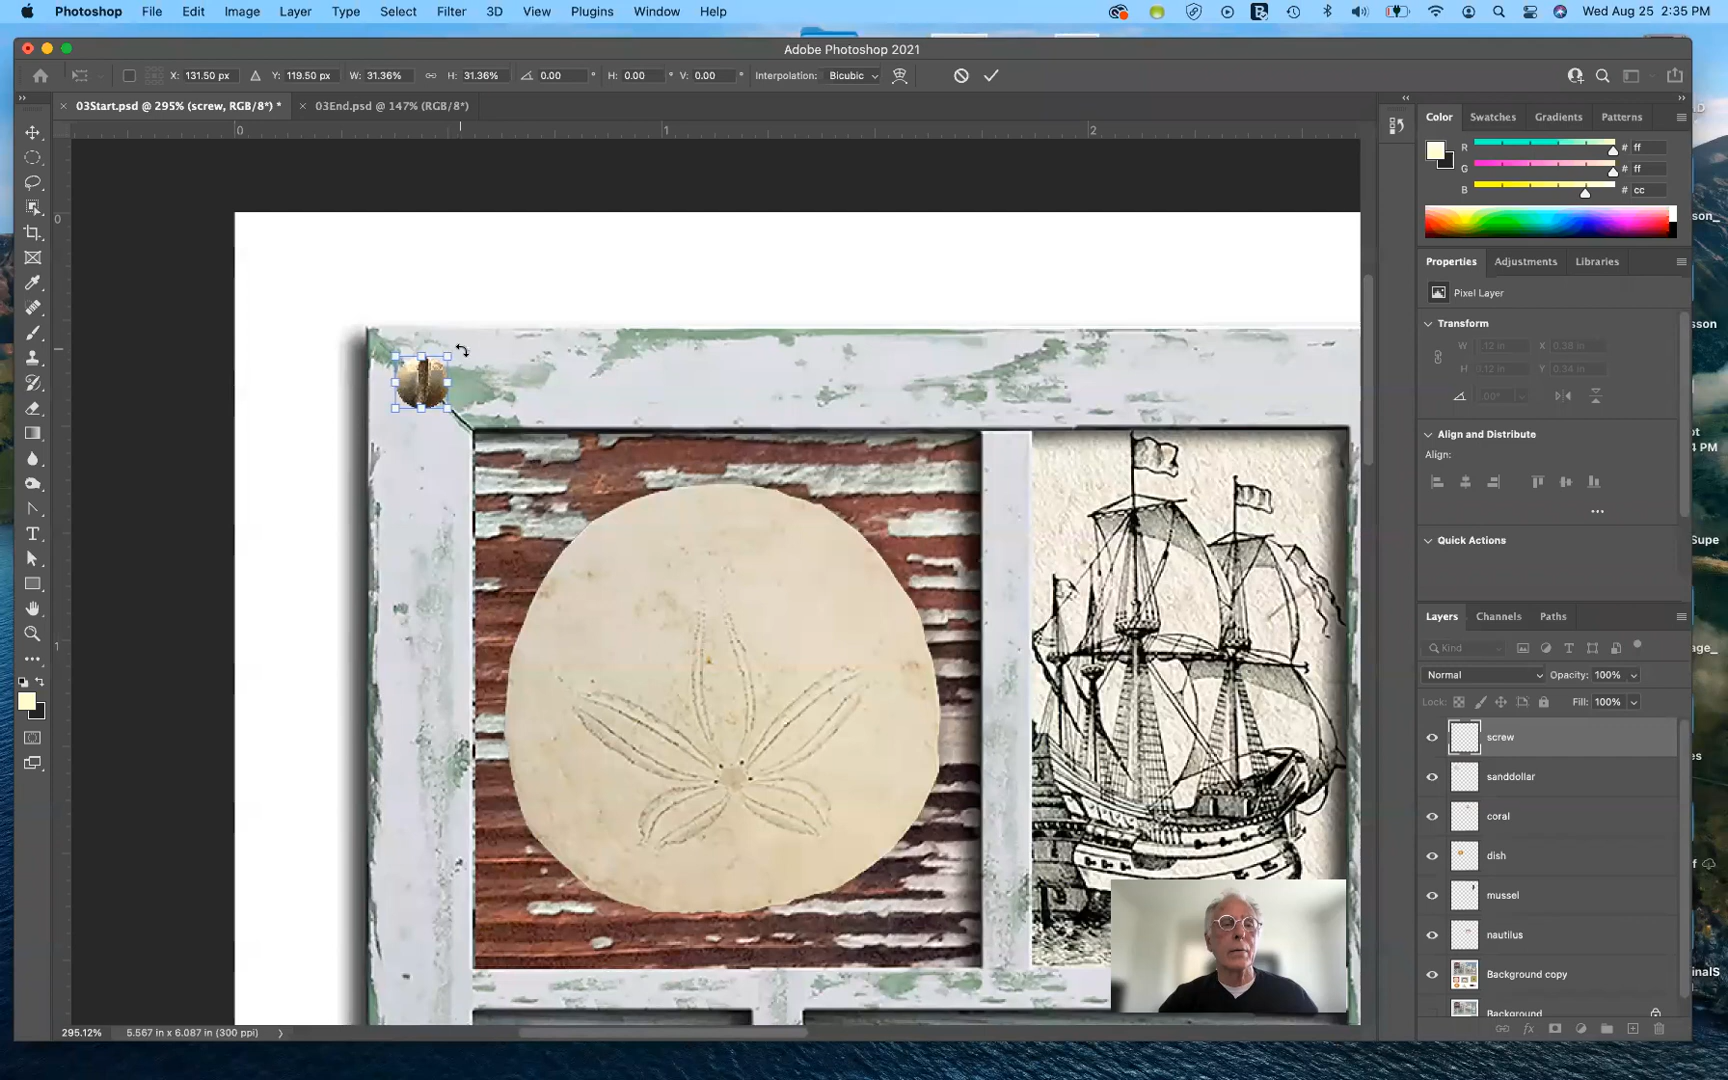 Photoshop File Edit Image Layer Type Select Filter 3D View Plugins Window Help Wed Aug 25 2:35 PM
Adobe Photoshop 2021
X: 131.50 px Y: 119.50 px W: 31.36% H: 31.36% 0.00 ° H: 0.00 ° V: 0.00 ° Interpolation: Bicubic
03Start.psd @ 295% (screw, RGB/8*) * 03End.psd @ 147% (RGB/8*)
0 1 2
0
1
Color Swatches Gradients Patterns
R # ff
G # ff
B # cc
Properties Adjustments Libraries
Pixel Layer
Transform
W .12 in X 0.38 in
H 0.12 in Y 0.34 in
.00°
Align and Distribute
Align:
Quick Actions
Layers Channels Paths
Kind
Normal Opacity: 100%
Lock: Fill: 100%
screw
sanddollar
coral
dish
mussel
nautilus
Background copy
Background
295.12% 5.567 in x 6.087 in (300 ppi)